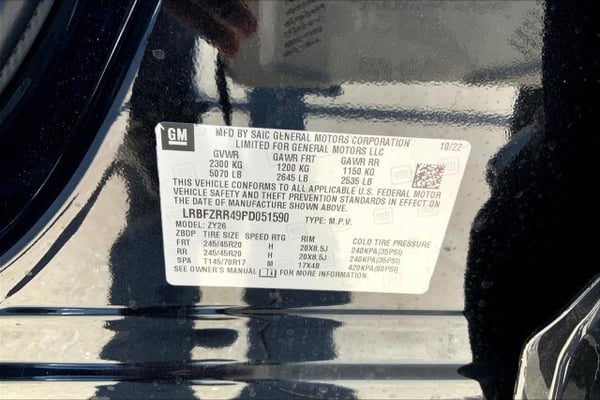 GM
MFD BY SAIC GENERAL MOTORS CORPORATION
LIMITED FOR GENERAL MOTORS LLC
10/22
GVWR GAWR FRT GAWR RR
2300 KG 1200 KG 1150 KG
5070 LB 2645 LB 2535 LB
THIS VEHICLE CONFORMS TO ALL APPLICABLE U.S. FEDERAL MOTOR
VEHICLE SAFETY AND THEFT PREVENTION STANDARDS IN EFFECT ON
THE DATE OF MANUFACTURE SHOWN ABOVE.
LRBFZRR49PD051590 TYPE: M.P.V.
MODEL: ZY26
ZBDP TIRE SIZE SPEED RTG RIM COLD TIRE PRESSURE
FRT 245/45R20 H 20X8.5J 240KPA(35PSI)
RR 245/45R20 H 20X8.5J 240KPA(35PSI)
SPA T145/70R17 M 17X4B 420KPA(60PSI)
SEE OWNER'S MANUAL FOR MORE INFORMATION.